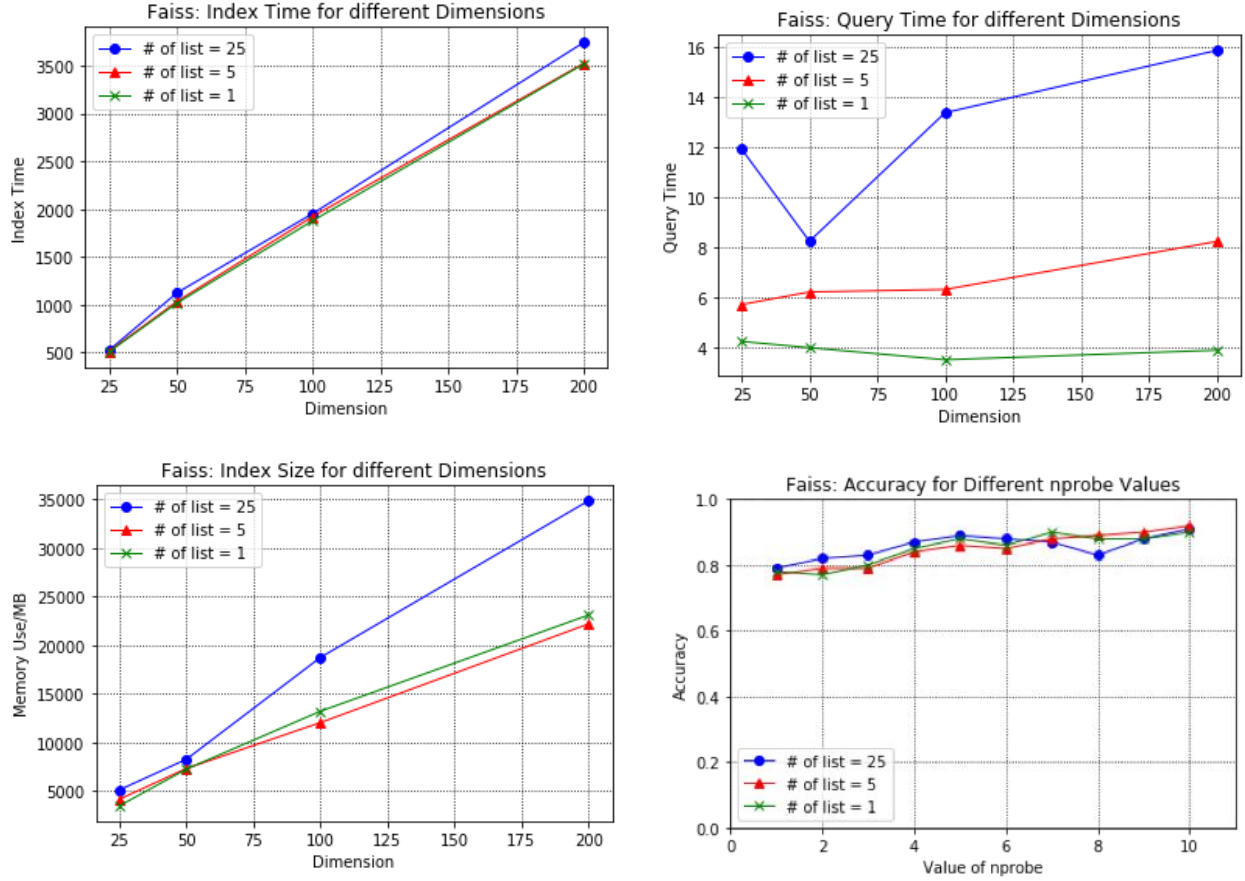 Faiss: Index Time for different Dimensions
# of list = 25
# of list = 5
# of list = 1
3500
3000
2500
2000
1500
1000
500
Index Time
25 50 75 100 125 150 175 200
Dimension
Faiss: Query Time for different Dimensions
# of list = 25
# of list = 5
# of list = 1
16
14
12
10
8
6
4
Query Time
25 50 75 100 125 150 175 200
Dimension
Faiss: Index Size for different Dimensions
# of list = 25
# of list = 5
# of list = 1
35000
30000
25000
20000
15000
10000
5000
Memory Use/MB
25 50 75 100 125 150 175 200
Dimension
Faiss: Accuracy for Different nprobe Values
1.0
0.8
0.6
0.4
0.2
0.0
Accuracy
# of list = 25
# of list = 5
# of list = 1
0 2 4 6 8 10
Value of nprobe